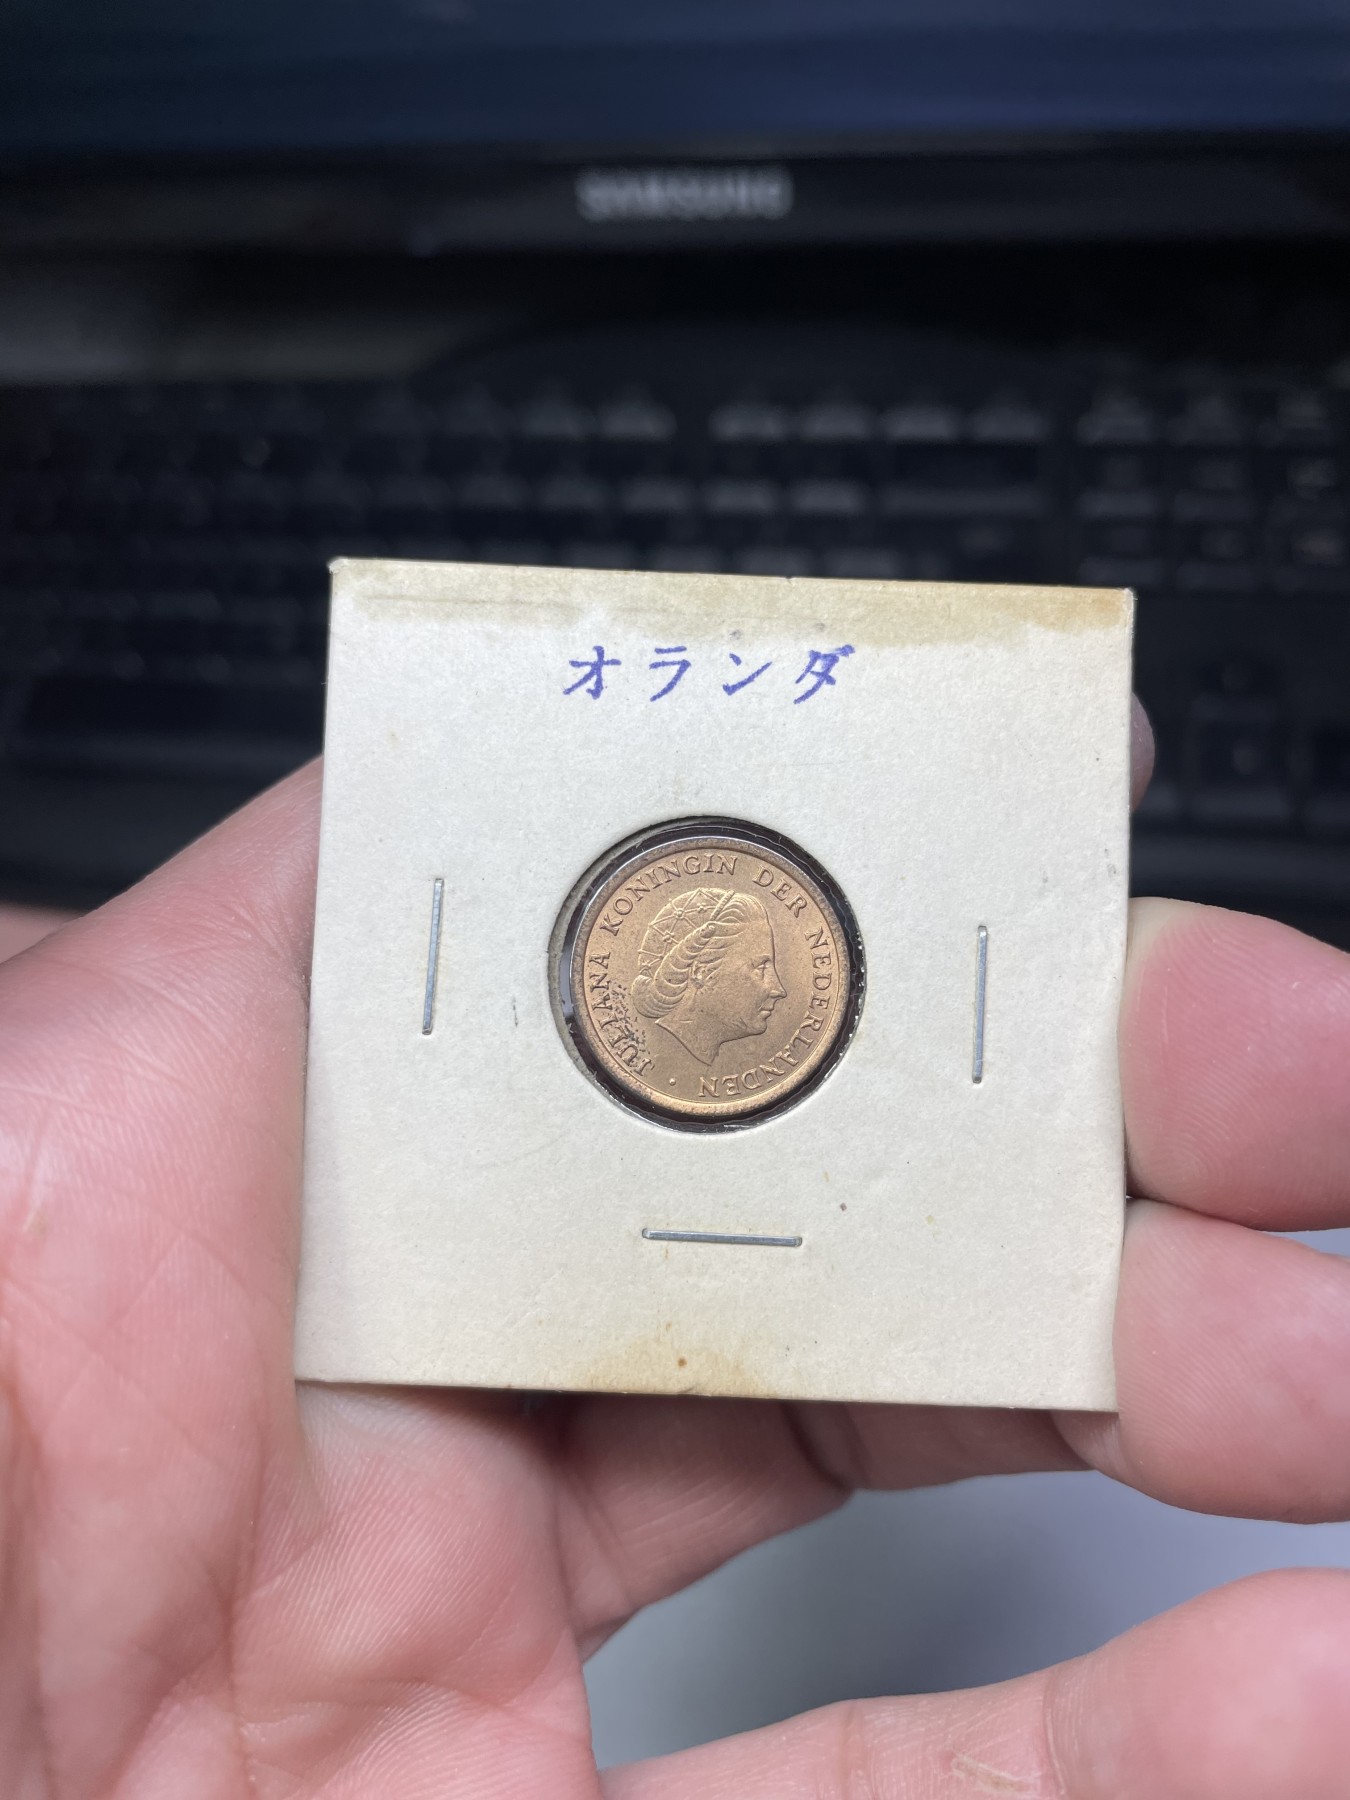 SAMSUNG
オランダ
JULIANA KONINGIN DER NEDERLANDEN ·